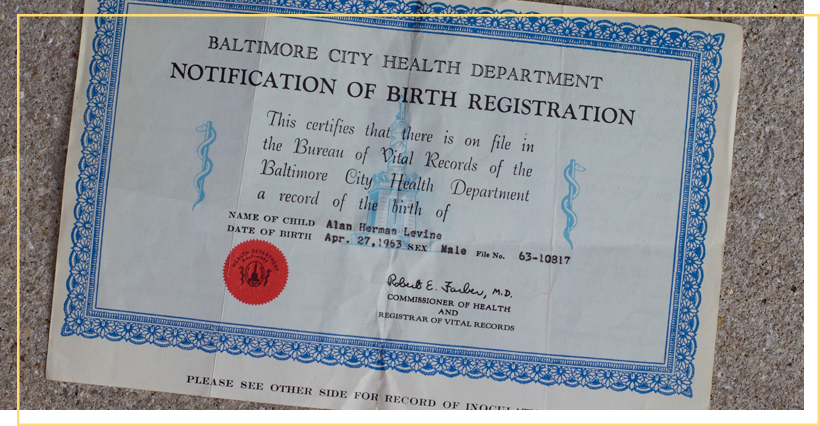 BALTIMORE CITY HEALTH DEPARTMENT
NOTIFICATION OF BIRTH REGISTRATION
This certifies that there is on file in
the Bureau of Vital Records of the
Baltimore City Health Department
a record of the birth of
NAME OF CHILD Alan Herman Levine
DATE OF BIRTH Apr. 27,1963 SEX Male File No. 63-10817
HEALTH DEPARTMENT
BALTIMORE
Robert E. Farber, M.D.
COMMISSIONER OF HEALTH
AND
REGISTRAR OF VITAL RECORDS
PLEASE SEE OTHER SIDE FOR RECORD OF